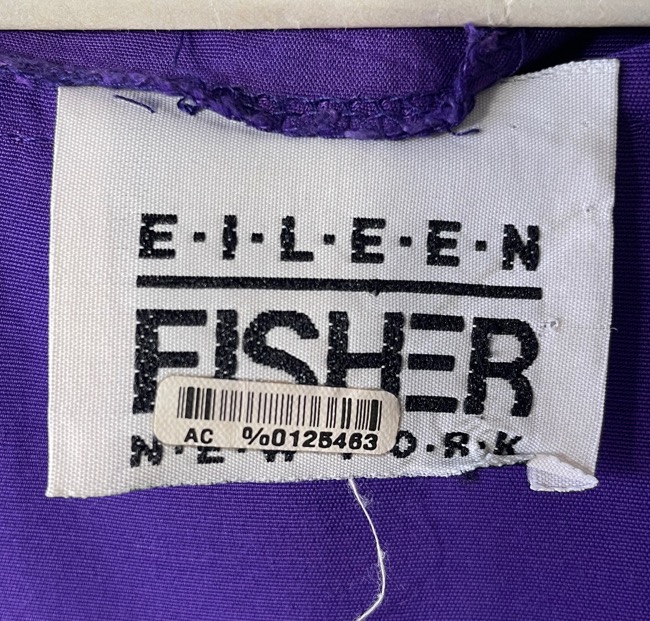 E·I·L·E·E·N
FISHER
AC %0125463
N·E·W Y·O·R·K